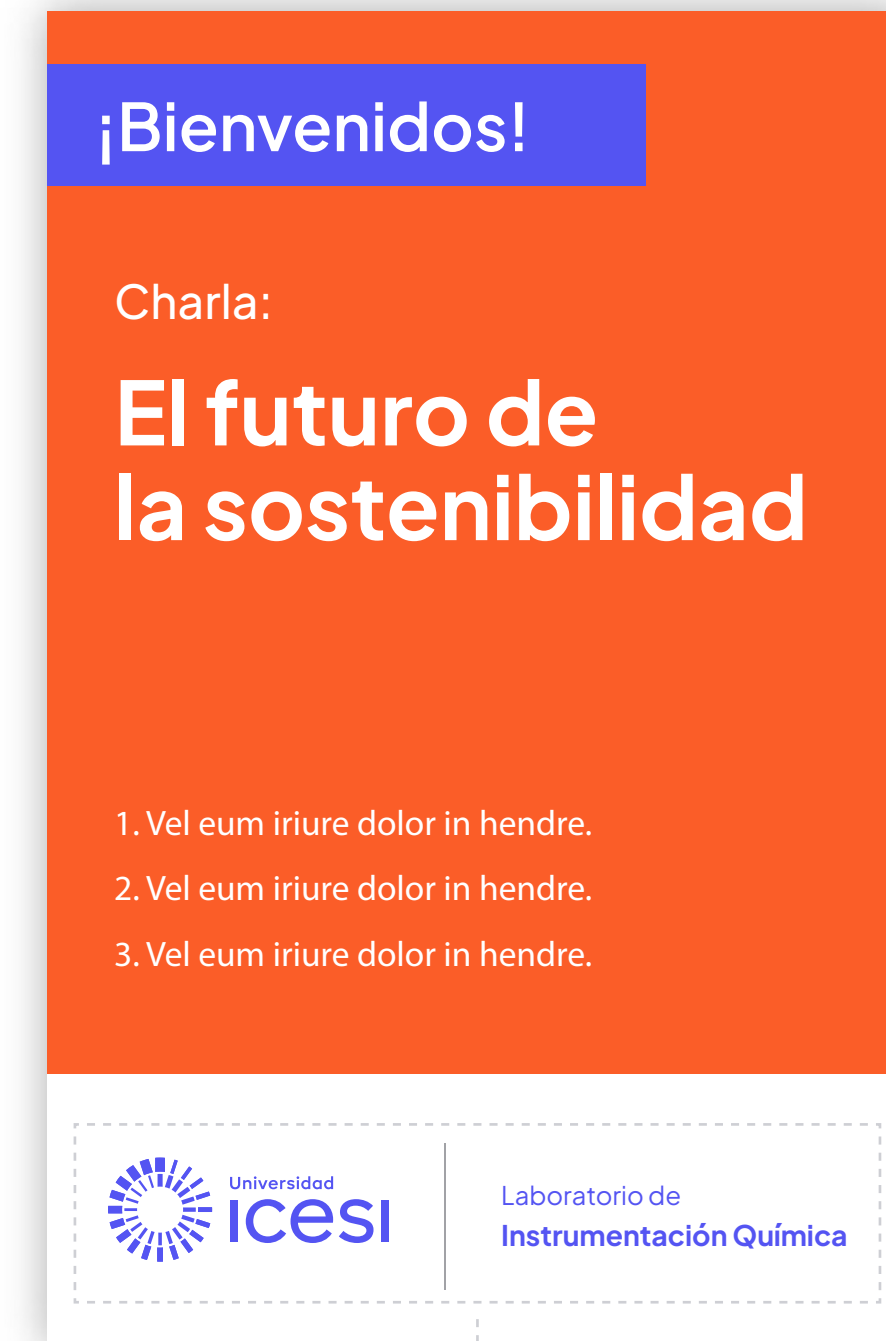 ¡Bienvenidos!
Charla:
El futuro de
la sostenibilidad
1. Vel eum iriure dolor in hendre.
2. Vel eum iriure dolor in hendre.
3. Vel eum iriure dolor in hendre.
Universidad
icesi
Laboratorio de
Instrumentación Química